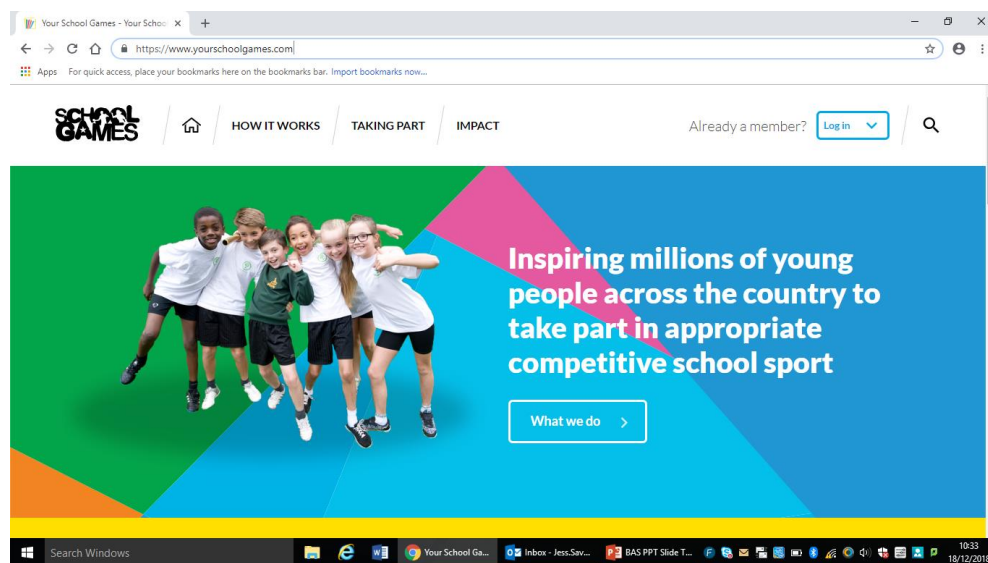 Your School Games - Your Schoo
https://www.yourschoolgames.com
Apps For quick access, place your bookmarks here on the bookmarks bar. Import bookmarks now...
SCHOOL
GAMES
HOW IT WORKS TAKING PART IMPACT Already a member? Log in
Inspiring millions of young
people across the country to
take part in appropriate
competitive school sport
What we do
Search Windows Your School Ga... Inbox - Jess.Sav... BAS PPT Slide T... 10:33
18/12/2018